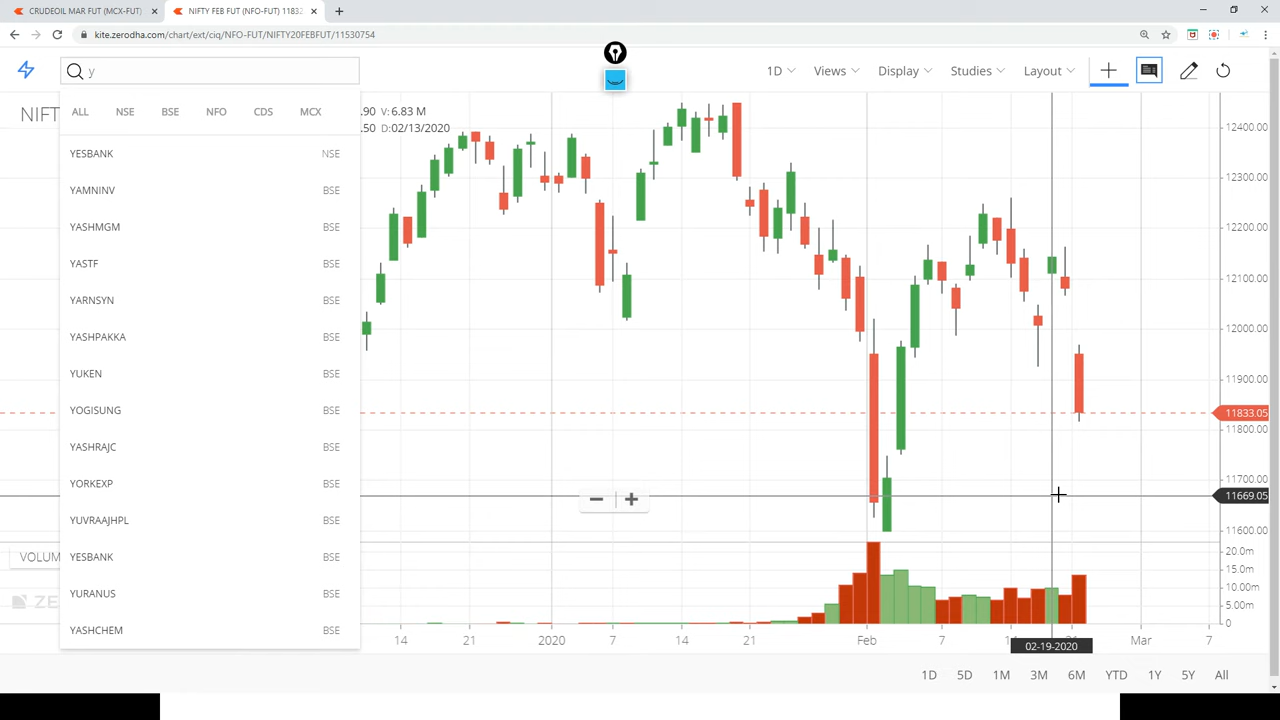 CRUDEOIL MAR FUT (MCX-FUT)
NIFTY FEB FUT (NFO-FUT) 11832
kite.zerodha.com/chart/ext/ciq/NFO-FUT/NIFTY20FEBFUT/11530754
y
1D Views Display Studies Layout
ALL NSE BSE NFO CDS MCX
NIFT
.90 V: 6.83 M
.50 D:02/13/2020
YESBANK NSE
YAMNINV BSE
YASHMGM BSE
YASTF BSE
YARNSYN BSE
YASHPAKKA BSE
YUKEN BSE
YOGISUNG BSE
YASHRAJC BSE
YORKEXP BSE
YUVRAAJHPL BSE
YESBANK BSE
YURANUS BSE
YASHCHEM BSE
12400.00
12300.00
12200.00
12100.00
12000.00
11900.00
11833.05
11800.00
11700.00
11669.05
11600.00
VOLUM
ZE
20.0m
15.0m
10.00m
5.00m
0
14 21 2020 7 14 21 Feb 7 Mar 7
02-19-2020
1D 5D 1M 3M 6M YTD 1Y 5Y All